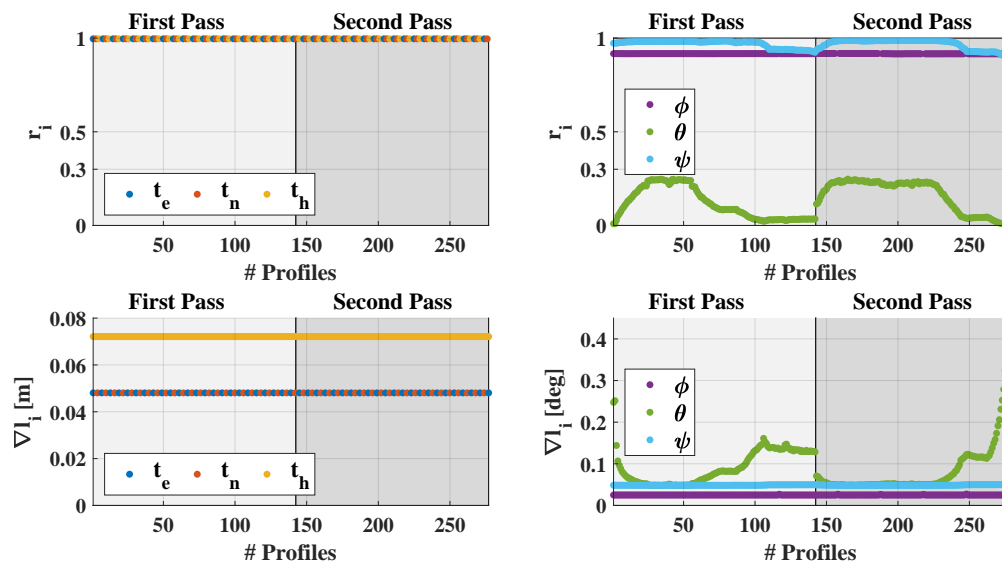 First Pass Second Pass
1
0.5
0.3
0
r_i
t_e t_n t_h
50 100 150 200 250
# Profiles
First Pass Second Pass
1
0.5
0.3
0
r_i
ϕ
θ
ψ
50 100 150 200 250
# Profiles
First Pass Second Pass
0.08
0.06
0.04
0.02
0
∇l_i [m]
t_e t_n t_h
50 100 150 200 250
# Profiles
First Pass Second Pass
0.4
0.3
0.2
0.1
0
∇l_i [deg]
ϕ
θ
ψ
50 100 150 200 250
# Profiles